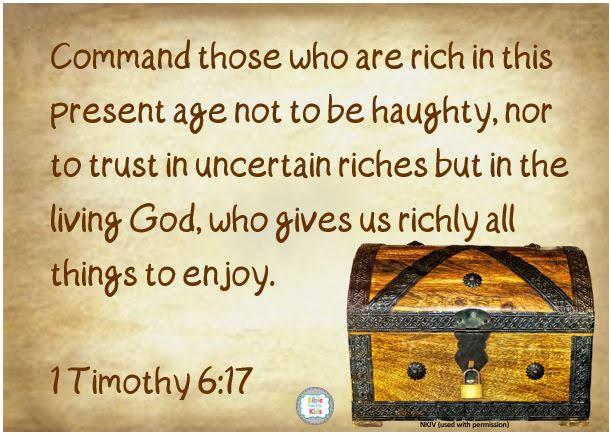 Command those who are rich in this
present age not to be haughty, nor
to trust in uncertain riches but in the
living God, who gives us richly all
things to enjoy.
1 Timothy 6:17
Bible
Fun For
Kids
NKJV (used with permission)